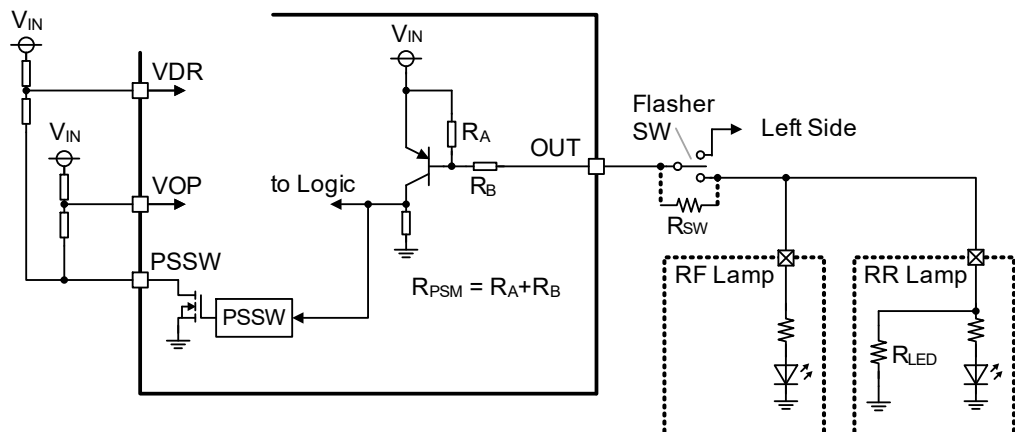 VIN
VDR
VIN
VOP
PSSW
PSSW
VIN
RA
RB
to Logic
RPSM = RA+RB
OUT
Flasher
SW
Left Side
RSW
RF Lamp
RR Lamp
RLED